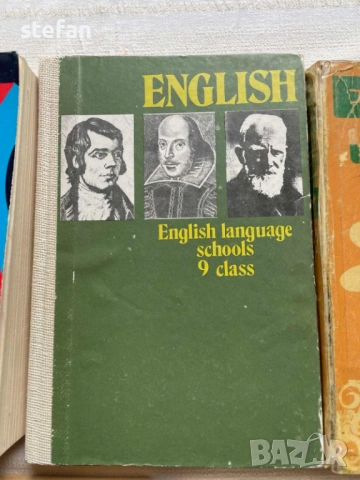 stefan
ENGLISH
English language
schools
9 class
BAZAR